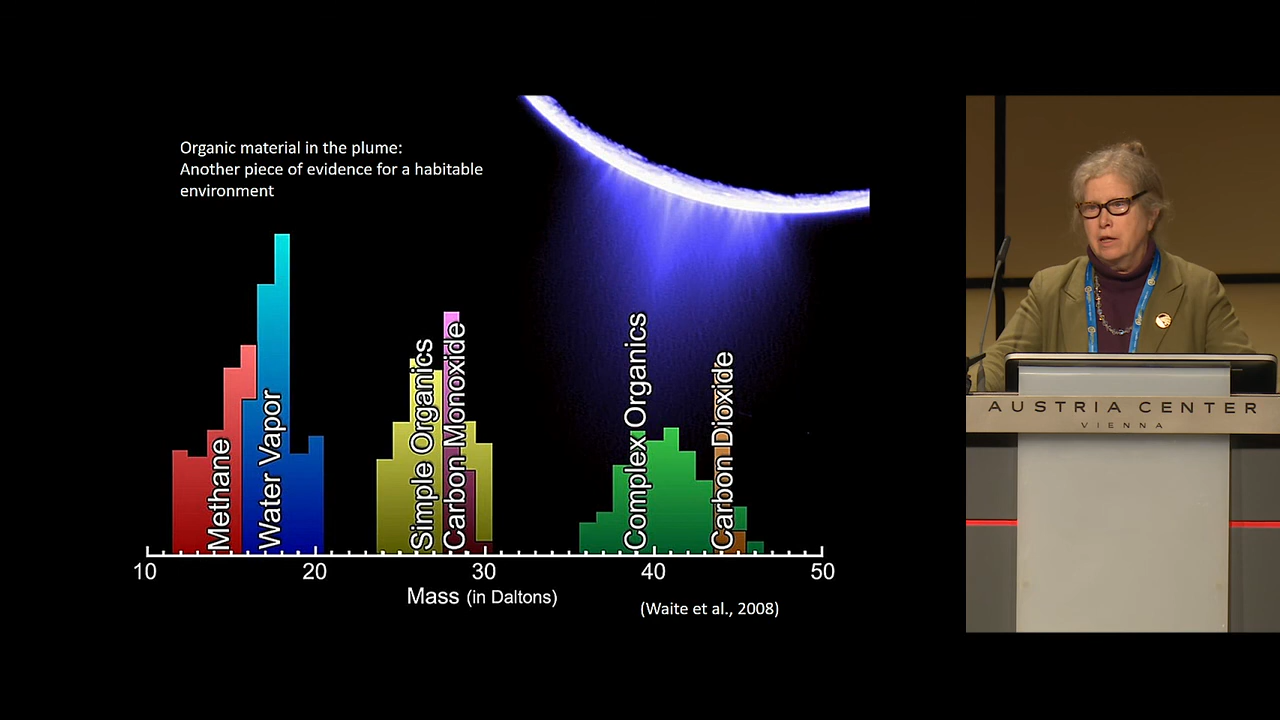 Organic material in the plume:
Another piece of evidence for a habitable
environment
Methane
Water Vapor
Simple Organics
Carbon Monoxide
Complex Organics
Carbon Dioxide
10 20 30 40 50
Mass (in Daltons)
(Waite et al., 2008)
AUSTRIA CENTER
VIENNA